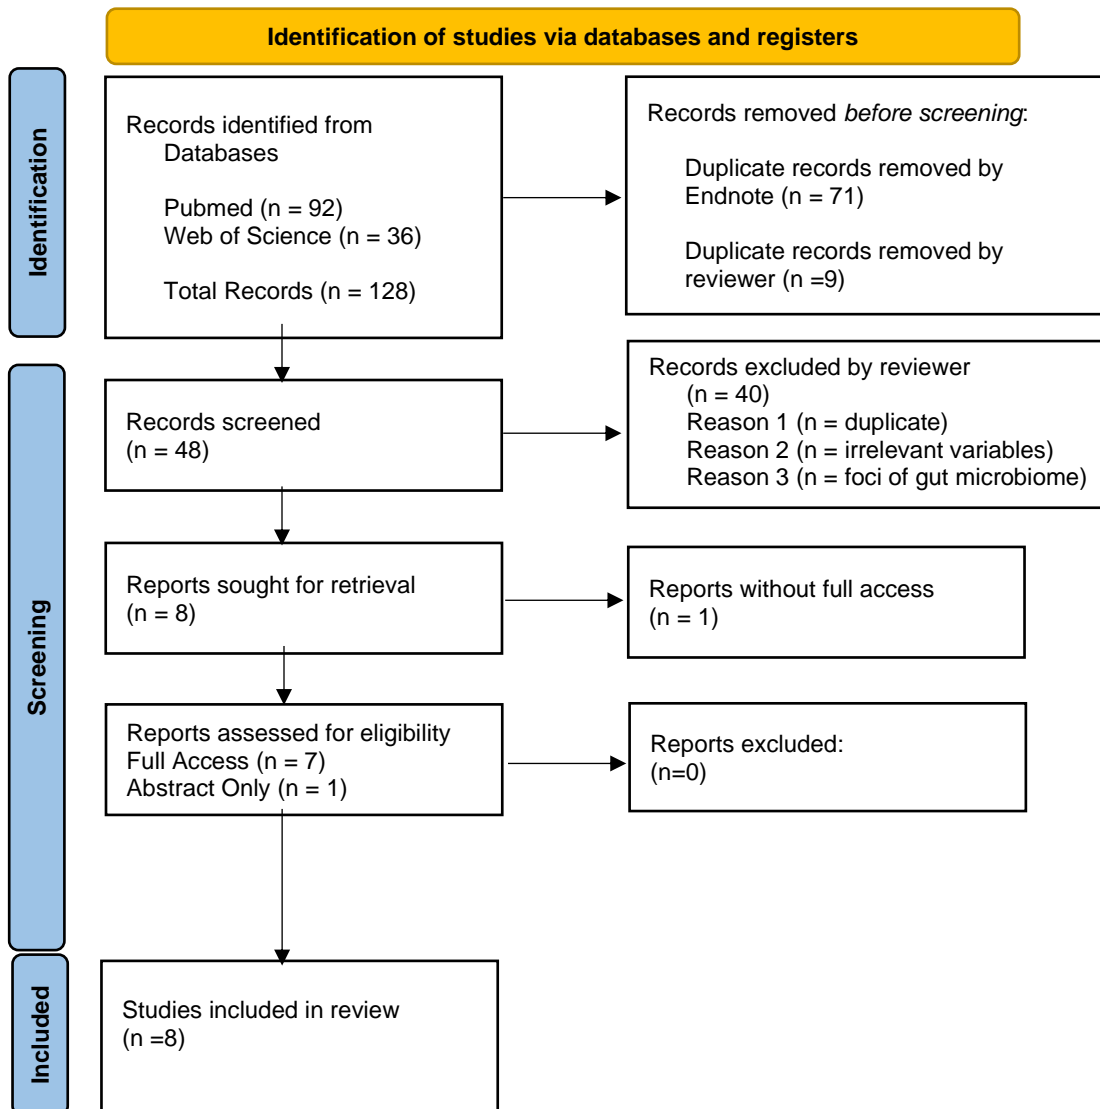 Identification of studies via databases and registers
Identification
Records identified from
Databases
Pubmed (n = 92)
Web of Science (n = 36)
Total Records (n = 128)
Records removed before screening:
Duplicate records removed by
Endnote (n = 71)
Duplicate records removed by
reviewer (n =9)
Screening
Records screened
(n = 48)
Records excluded by reviewer
(n = 40)
Reason 1 (n = duplicate)
Reason 2 (n = irrelevant variables)
Reason 3 (n = foci of gut microbiome)
Reports sought for retrieval
(n = 8)
Reports without full access
(n = 1)
Reports assessed for eligibility
Full Access (n = 7)
Abstract Only (n = 1)
Reports excluded:
(n=0)
Included
Studies included in review
(n =8)